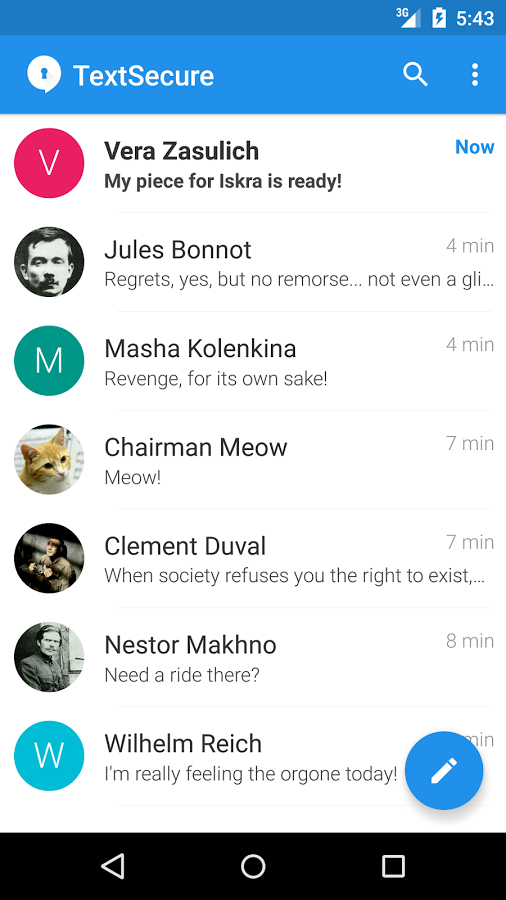 3G 5:43
TextSecure
V
Vera Zasulich Now
My piece for Iskra is ready!
Jules Bonnot 4 min
Regrets, yes, but no remorse... not even a gli...
M
Masha Kolenkina 4 min
Revenge, for its own sake!
Chairman Meow 7 min
Meow!
Clement Duval 7 min
When society refuses you the right to exist,...
Nestor Makhno 8 min
Need a ride there?
W
Wilhelm Reich min
I'm really feeling the orgone today!